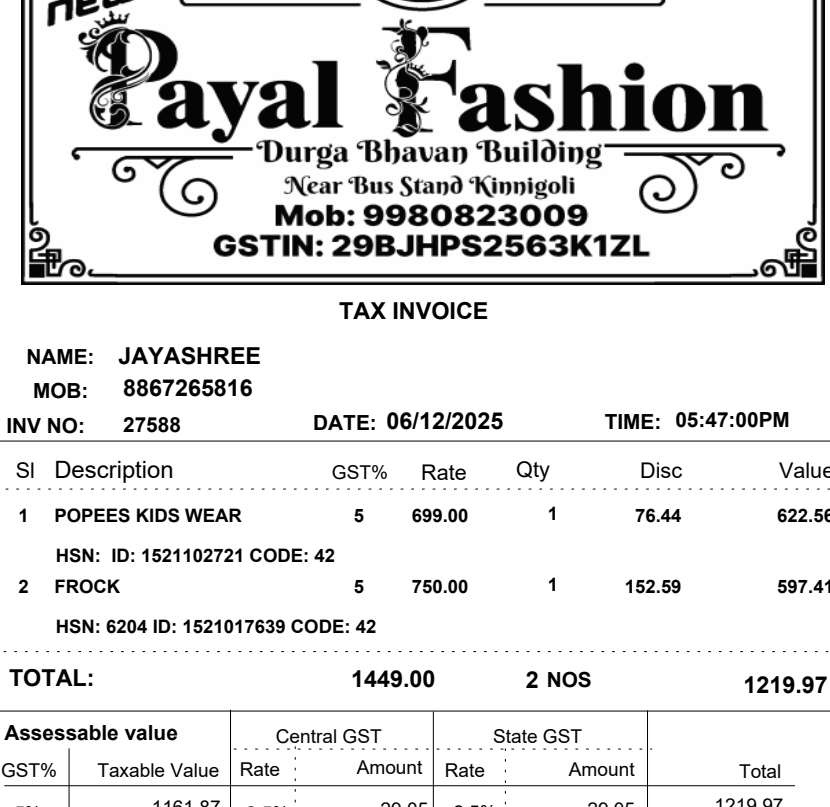 new
Payal Fashion
Durga Bhavan Building
Near Bus Stand Kinnigoli
Mob: 9980823009
GSTIN: 29BJHPS2563K1ZL
TAX INVOICE
NAME: JAYASHREE
MOB: 8867265816
INV NO: 27588 DATE: 06/12/2025 TIME: 05:47:00PM
Sl Description GST% Rate Qty Disc Value
1 POPEES KIDS WEAR 5 699.00 1 76.44 622.56
HSN: ID: 1521102721 CODE: 42
2 FROCK 5 750.00 1 152.59 597.41
HSN: 6204 ID: 1521017639 CODE: 42
TOTAL: 1449.00 2 NOS 1219.97
Assessable value Central GST State GST
GST% Taxable Value Rate Amount Rate Amount Total
1161.87 29.05 29.05 1219.97